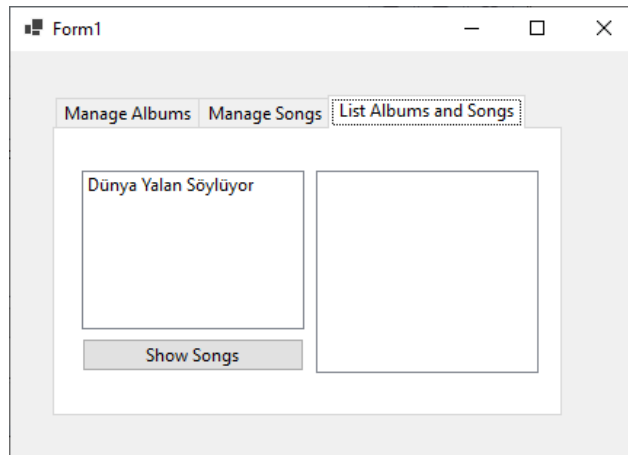 Form1
Manage Albums Manage Songs List Albums and Songs
Dünya Yalan Söylüyor
Show Songs